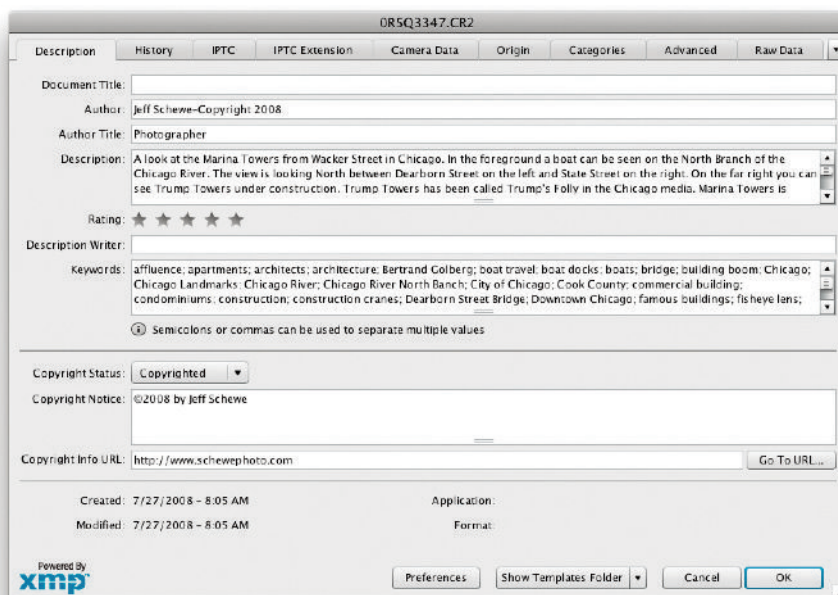 0R5Q3347.CR2
Description History IPTC IPTC Extension Camera Data Origin Categories Advanced Raw Data
Document Title:
Author: Jeff Schewe-Copyright 2008
Author Title: Photographer
Description: A look at the Marina Towers from Wacker Street in Chicago. In the foreground a boat can be seen on the North Branch of the
Chicago River. The view is looking North between Dearborn Street on the left and State Street on the right. On the far right you can
see Trump Towers under construction. Trump Towers has been called Trump's Folly in the Chicago media. Marina Towers is
Rating:
Description Writer:
Keywords: affluence; apartments; architects; architecture; Bertrand Golberg; boat travel; boat docks; boats; bridge; building boom; Chicago;
Chicago Landmarks; Chicago River; Chicago River North Banch; City of Chicago; Cook County; commercial building;
condominiums; construction; construction cranes; Dearborn Street Bridge; Downtown Chicago; famous buildings; fisheye lens;
Semicolons or commas can be used to separate multiple values
Copyright Status: Copyrighted
Copyright Notice: ©2008 by Jeff Schewe
Copyright Info URL: http://www.schewephoto.com Go To URL...
Created: 7/27/2008 - 8:05 AM Application:
Modified: 7/27/2008 - 8:05 AM Format:
Powered By
xmp™ Preferences Show Templates Folder Cancel OK